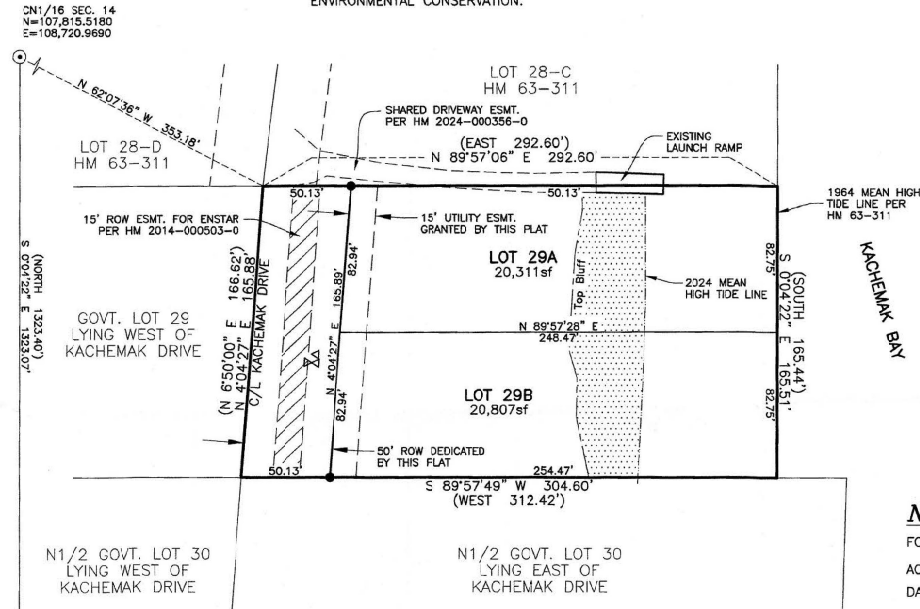 ENVIRONMENTAL CONSERVATION.
CN1/16 SEC. 14
N=107,815.5180
E=108,720.9690
N 62°07'36" W 353.18'
LOT 28-C
HM 63-311
SHARED DRIVEWAY ESMT.
PER HM 2024-000356-0
(EAST 292.60')
N 89°57'06" E 292.60
EXISTING
LAUNCH RAMP
LOT 28-D
HM 63-311
50.13'
50.13'
1964 MEAN HIGH
TIDE LINE PER
HM 63-311
15' ROW ESMT. FOR ENSTAR
PER HM 2014-000503-0
15' UTILITY ESMT.
GRANTED BY THIS PLAT
LOT 29A
20,311sf
Top Bluff
2024 MEAN
HIGH TIDE LINE
KACHEMAK BAY
(NORTH 1323.40')
S 0°04'22" E 1323.07'
GOVT. LOT 29
LYING WEST OF
KACHEMAK DRIVE
(N 6°50'00" E 166.62')
N 4°04'27" E 165.88'
C/L KACHEMAK DRIVE
82.94'
N 4°04'27" E 165.89'
82.94'
N 89°57'28" E
248.47'
82.75'
(SOUTH 165.44')
S 0°04'22" E 165.51'
82.75'
LOT 29B
20,807sf
50' ROW DEDICATED
BY THIS PLAT
50.13'
254.47'
S 89°57'49" W 304.60'
(WEST 312.42')
N1/2 GOVT. LOT 30
LYING WEST OF
KACHEMAK DRIVE
N1/2 GOVT. LOT 30
LYING EAST OF
KACHEMAK DRIVE
N
FO
AC
DA